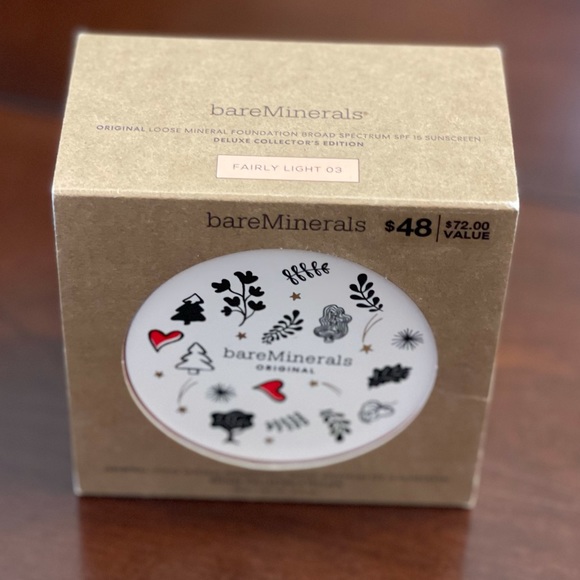 bareMinerals®
ORIGINAL LOOSE MINERAL FOUNDATION BROAD SPECTRUM SPF 15 SUNSCREEN
DELUXE COLLECTOR'S EDITION
FAIRLY LIGHT 03
bareMinerals $48 $72.00 VALUE
bareMinerals
ORIGINAL